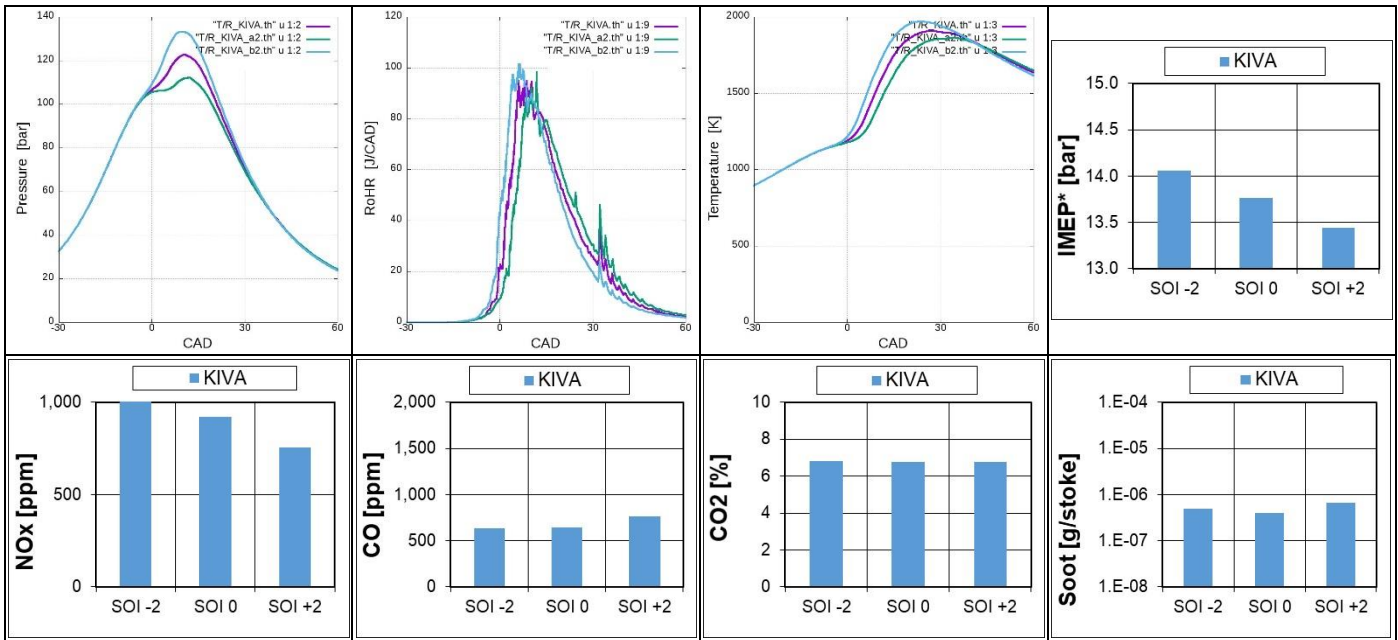 "T/R_KIVA.th" u 1:2
"T/R_KIVA_a2.th" u 1:2
"T/R_KIVA_b2.th" u 1:2
Pressure [bar]
140
120
100
80
60
40
20
0
-30 0 30 60
CAD
"T/R_KIVA.th" u 1:9
"T/R_KIVA_a2.th" u 1:9
"T/R_KIVA_b2.th" u 1:9
RoHR [J/CAD]
120
100
80
60
40
20
0
-30 0 30 60
CAD
"T/R_KIVA.th" u 1:3
"T/R_KIVA_a2.th" u 1:3
"T/R_KIVA_b2.th" u 1:3
Temperature [K]
2000
1500
1000
500
0
-30 0 30 60
CAD
KIVA
IMEP* [bar]
15.0
14.5
14.0
13.5
13.0
SOI -2 SOI 0 SOI +2
KIVA
NOx [ppm]
1,000
500
0
SOI -2 SOI 0 SOI +2
KIVA
CO [ppm]
2,000
1,500
1,000
500
0
SOI -2 SOI 0 SOI +2
KIVA
CO2 [%]
10
8
6
4
2
0
SOI -2 SOI 0 SOI +2
KIVA
Soot [g/stoke]
1.E-04
1.E-05
1.E-06
1.E-07
1.E-08
SOI -2 SOI 0 SOI +2